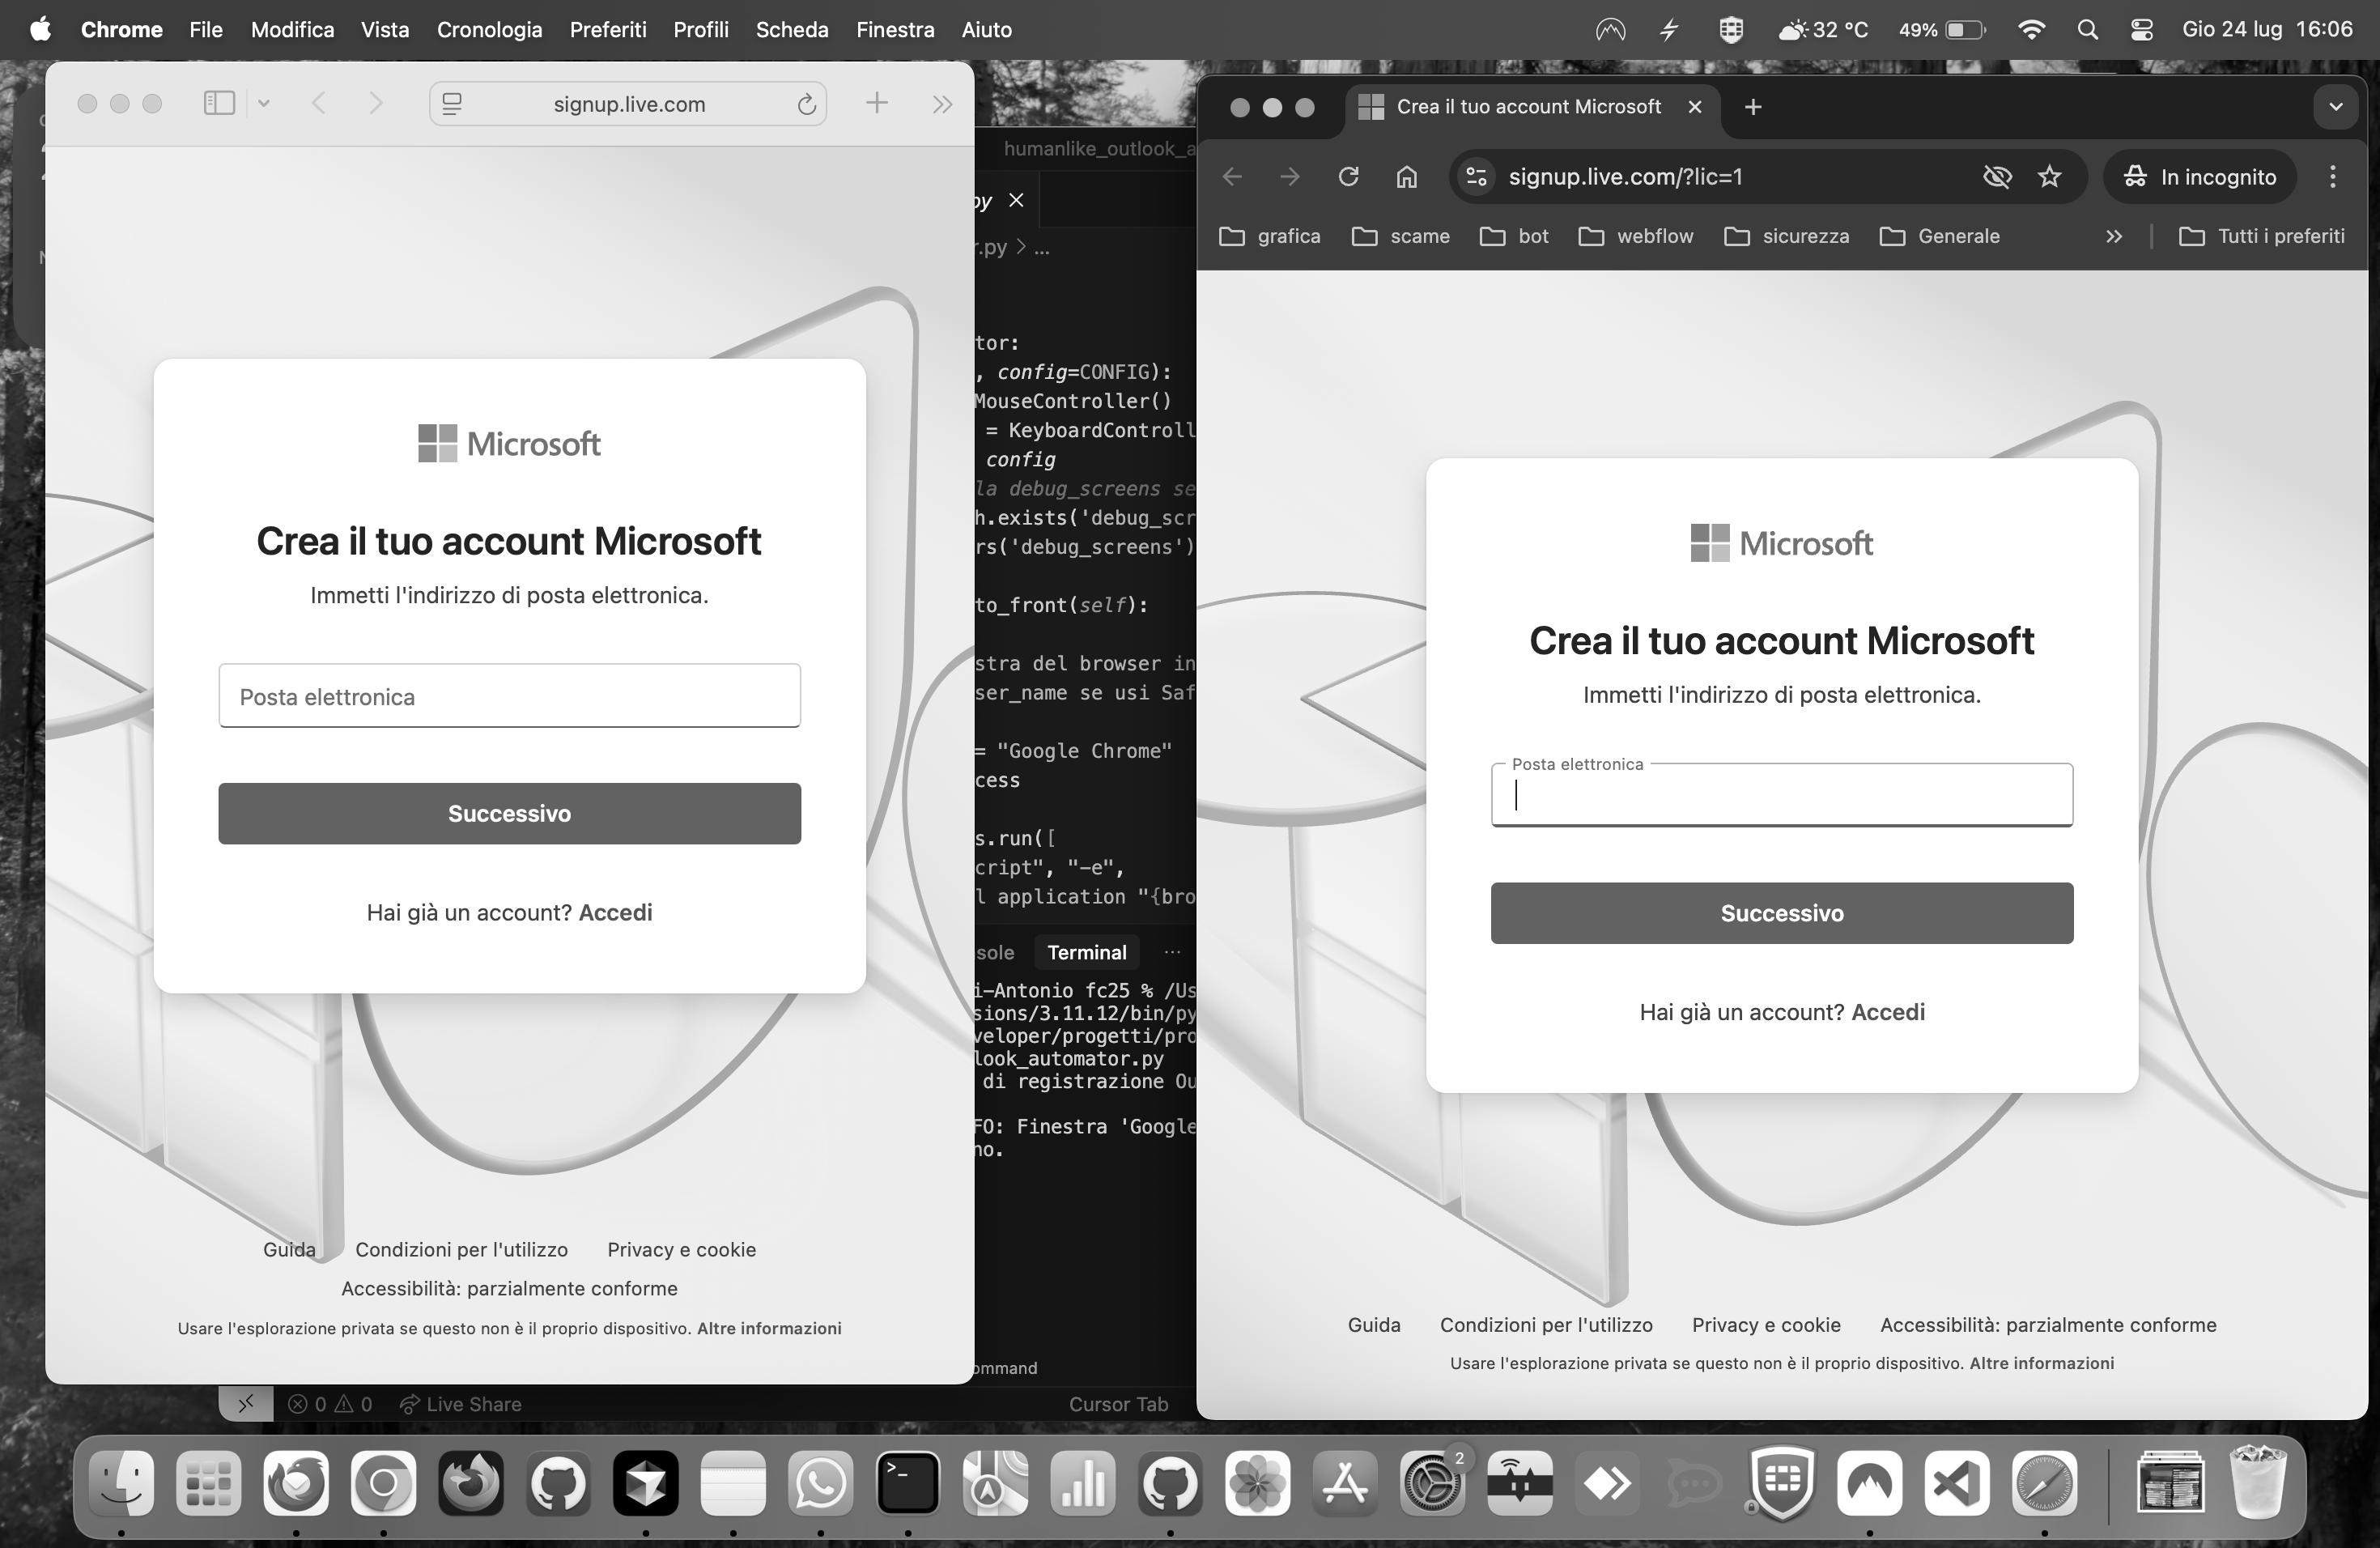 Chrome File Modifica Vista Cronologia Preferiti Profili Scheda Finestra Aiuto 32 °C 49% Gio 24 lug 16:06
signup.live.com
Microsoft
Crea il tuo account Microsoft
Immetti l'indirizzo di posta elettronica.
Posta elettronica
Successivo
Hai già un account? Accedi
Guida Condizioni per l'utilizzo Privacy e cookie
Accessibilità: parzialmente conforme
Usare l'esplorazione privata se questo non è il proprio dispositivo. Altre informazioni
humanlike_outlook_a
py
r.py > ...
tor:
, config=CONFIG):
MouseController()
= KeyboardControll
config
la debug_screens se
h.exists('debug_scr
rs('debug_screens')
to_front(self):
stra del browser in
ser_name se usi Saf
= "Google Chrome"
cess
s.run([
cript", "-e",
l application "{bro
sole Terminal ...
i-Antonio fc25 % /Us
sions/3.11.12/bin/py
veloper/progetti/pro
look_automator.py
di registrazione Ou
FO: Finestra 'Google
no.
ommand
0 0 Live Share Cursor Tab
Crea il tuo account Microsoft
signup.live.com/?lic=1 In incognito
grafica scame bot webflow sicurezza Generale Tutti i preferiti
Microsoft
Crea il tuo account Microsoft
Immetti l'indirizzo di posta elettronica.
Posta elettronica
Successivo
Hai già un account? Accedi
Guida Condizioni per l'utilizzo Privacy e cookie Accessibilità: parzialmente conforme
Usare l'esplorazione privata se questo non è il proprio dispositivo. Altre informazioni
>_
2